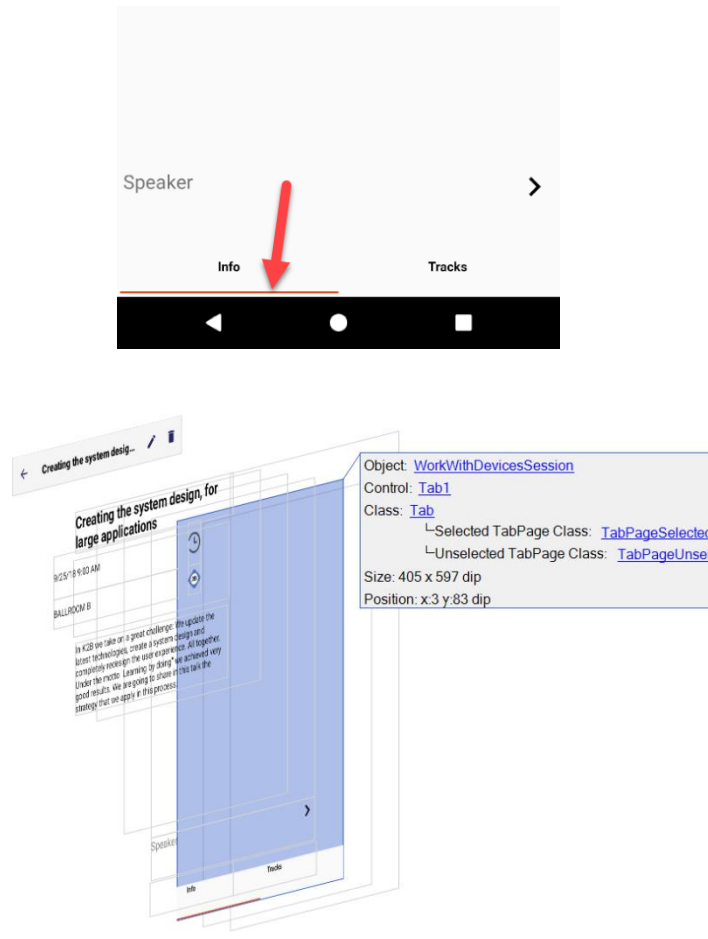 Speaker
Info Tracks
← Creating the system desig...
Creating the system design, for
large applications
9/25/18 9:00 AM
BALLROOM B
In K2B we take on a great challenge: We update the
latest technologies, create a system design and
completely redesign the user experience. All together.
Under the motto "Learning by doing" we achieved very
good results. We are going to share in this talk the
strategy that we apply in this process.
Speaker
Info Tracks
Object: WorkWithDevicesSession
Control: Tab1
Class: Tab
Selected TabPage Class: TabPageSelected
Unselected TabPage Class: TabPageUnse
Size: 405 x 597 dip
Position: x:3 y:83 dip